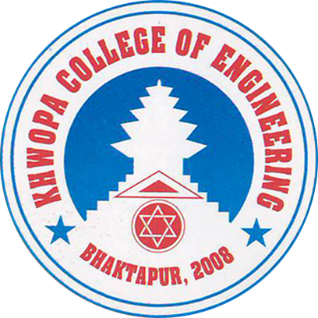 KHWOPA COLLEGE OF ENGINEERING
BHAKTAPUR, 2008